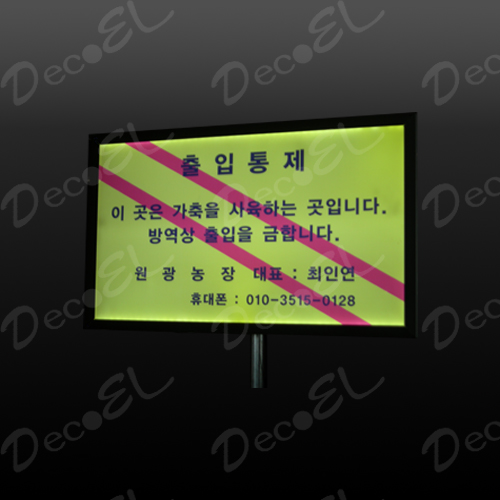 출입통제
이 곳은 가축을 사육하는 곳입니다.
방역상 출입을 금합니다.
원 광 농 장 대표 : 최인연
휴대폰 : 010-3515-0128
DecoEL